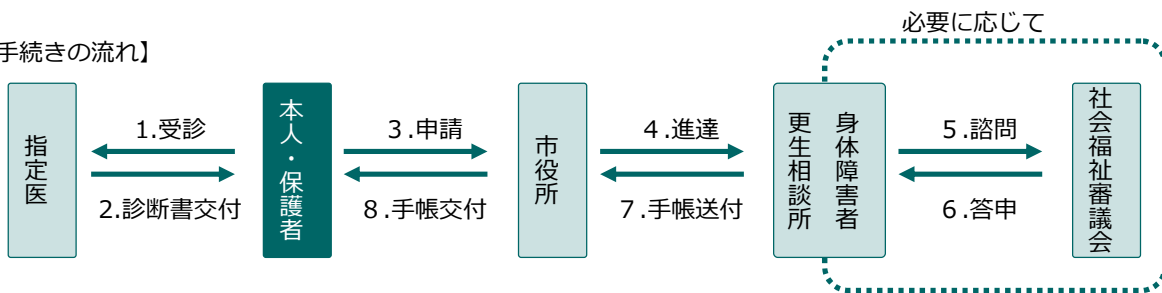 必要に応じて
手続きの流れ】
指定医
1.受診
2.診断書交付
本人・保護者
3.申請
8.手帳交付
市役所
4.進達
7.手帳送付
身体障害者
更生相談所
5.諮問
6.答申
社会福祉審議会